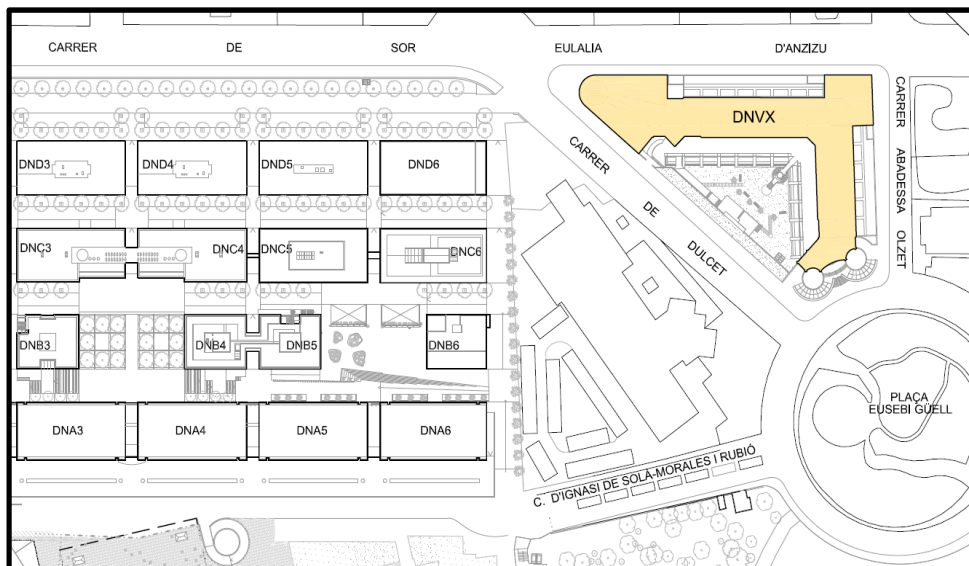 CARRER DE SOR EULALIA D'ANZIZU
DNVX
CARRER ABADESSA OLZET
CARRER DE DULCET
DND3 DND4 DND5 DND6
DNC3 DNC4 DNC5 DNC6
DNB3 DNB4 DNB5 DNB6
DNA3 DNA4 DNA5 DNA6
PLAÇA
EUSEBI GÜELL
C. D'IGNASI DE SOLÀ-MORALES I RUBIÓ